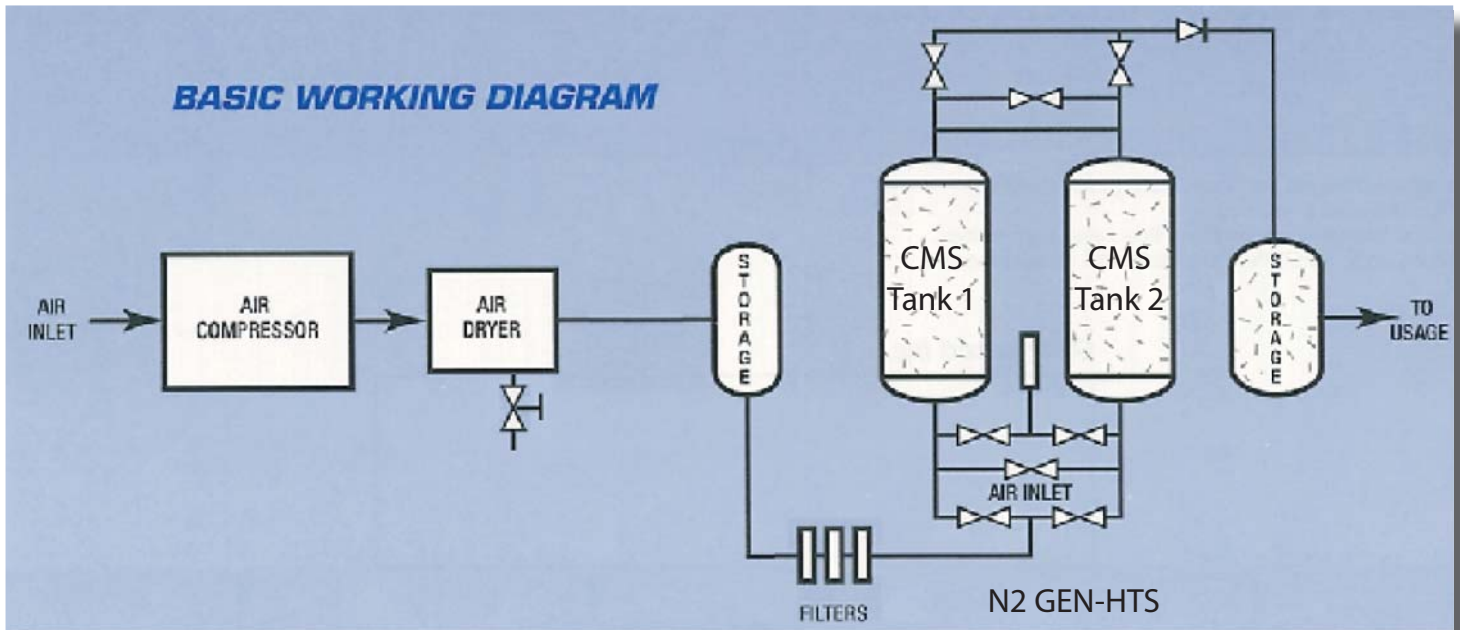 BASIC WORKING DIAGRAM
AIR
INLET
AIR
COMPRESSOR
AIR
DRYER
STORAGE
CMS
Tank 1
CMS
Tank 2
STORAGE
TO
USAGE
AIR INLET
FILTERS
N2 GEN-HTS